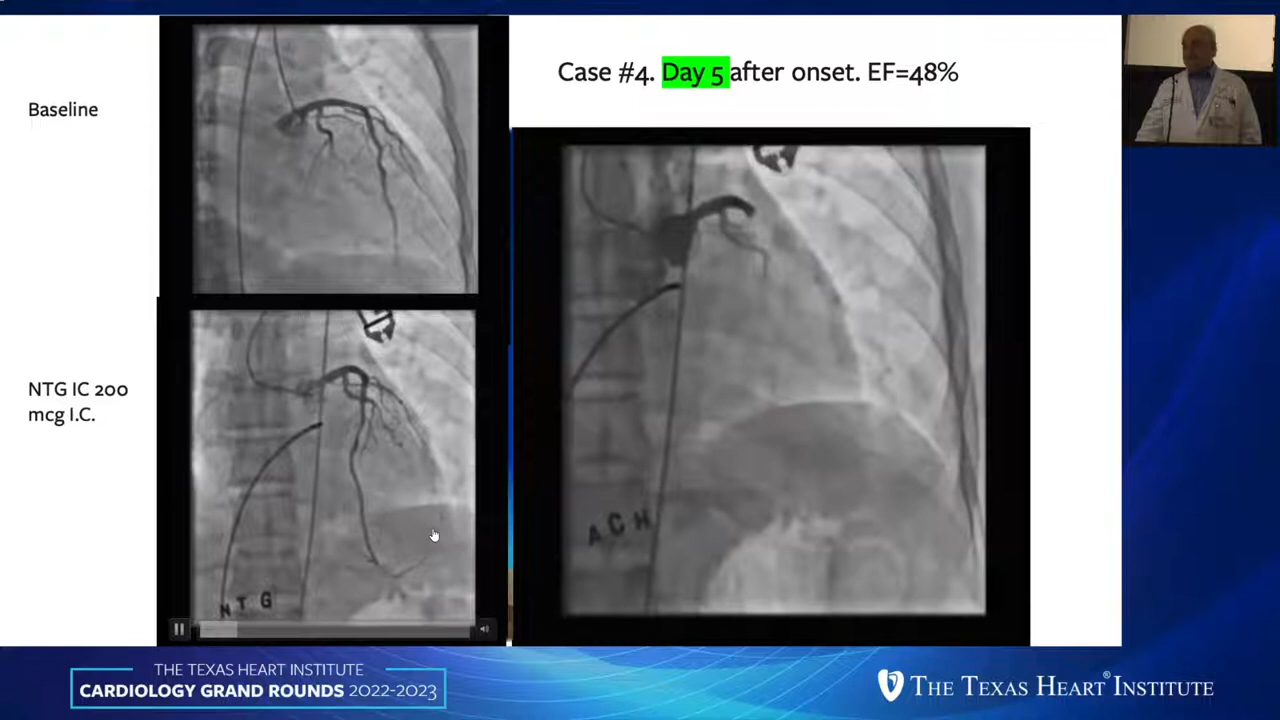 Case #4. Day 5 after onset. EF=48%
Baseline
NTG IC 200
mcg I.C.
NTG
ACH
THE TEXAS HEART INSTITUTE
CARDIOLOGY GRAND ROUNDS 2022-2023
THE TEXAS HEART® INSTITUTE